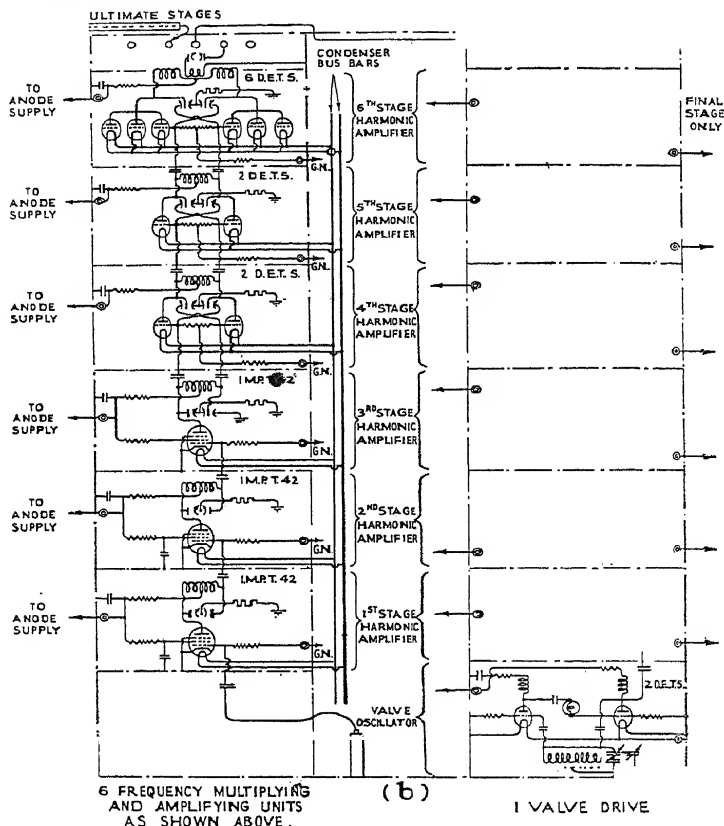 ULTIMATE STAGES
CONDENSER
BUS BARS
6 D.E.T.S.
TO
ANODE
SUPPLY
G.N.
6TH STAGE
HARMONIC
AMPLIFIER
FINAL
STAGE
ONLY
2 D.E.T.S.
TO
ANODE
SUPPLY
G.N.
5TH STAGE
HARMONIC
AMPLIFIER
2 D.E.T.S.
TO
ANODE
SUPPLY
G.N.
4TH STAGE
HARMONIC
AMPLIFIER
TO
ANODE
SUPPLY
G.N.
3RD STAGE
HARMONIC
AMPLIFIER
1.M.P.T.42
TO
ANODE
SUPPLY
G.N.
2ND STAGE
HARMONIC
AMPLIFIER
1.M.P.T.42
TO
ANODE
SUPPLY
G.N.
1ST STAGE
HARMONIC
AMPLIFIER
VALVE
OSCILLATOR
2 D.E.T.S.
6 FREQUENCY MULTIPLYING
AND AMPLIFYING UNITS
AS SHOWN ABOVE.
(b)
1 VALVE DRIVE